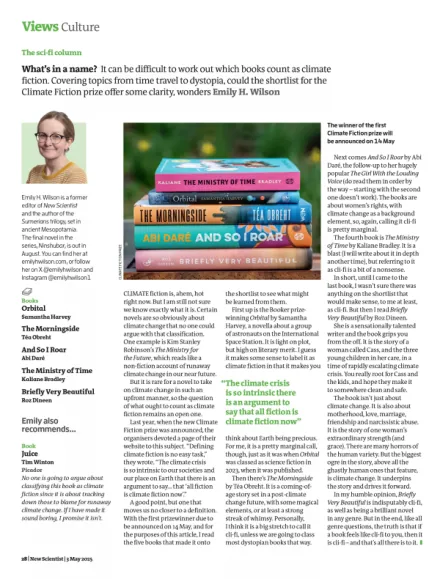 Views Culture
The sci-fi column
What's in a name? It can be difficult to work out which books count as climate
fiction. Covering topics from time travel to dystopia, could the shortlist for the
Climate Fiction prize offer some clarity, wonders Emily H. Wilson
Emily H. Wilson is a former
editor of New Scientist
and the author of the
Sumerians trilogy, set in
ancient Mesopotamia.
The final novel in the
series, Ninshubar, is out in
August. You can find her at
emilyhwilson.com, or follow
her on X @emilyhwilson and
Instagram @emilyhwilson1
Books
Orbital
Samantha Harvey
The Morningside
Téa Obreht
And So I Roar
Abi Daré
The Ministry of Time
Kaliane Bradley
Briefly Very Beautiful
Roz Dineen
Emily also
recommends...
Book
Juice
Tim Winton
Picador
No one is going to argue about
classifying this book as climate
fiction since it is about tracking
down those to blame for runaway
climate change. If I have made it
sound boring, I promise it isn't.
KALIANE THE MINISTRY OF TIME BRADLEY
Orbital SAMANTHA HARVEY
THE MORNINGSIDE TÉA OBREHT
ABI DARÉ AND SO I ROAR
BRIEFLY VERY BEAUTIFUL
CLIMATE fiction is, ahem, hot
right now. But I am still not sure
we know exactly what it is. Certain
novels are so obviously about
climate change that no one could
argue with that classification.
One example is Kim Stanley
Robinson's The Ministry for
the Future, which reads like a
non-fiction account of runaway
climate change in our near future.
But it is rare for a novel to take
on climate change in such an
upfront manner, so the question
of what ought to count as climate
fiction remains an open one.
Last year, when the new Climate
Fiction prize was announced, the
organisers devoted a page of their
website to this subject. "Defining
climate fiction is no easy task,"
they wrote. "The climate crisis
is so intrinsic to our societies and
our place on Earth that there is an
argument to say... that 'all fiction
is climate fiction now'."
A good point, but one that
moves us no closer to a definition.
With the first prizewinner due to
be announced on 14 May, and for
the purposes of this article, I read
the five books that made it onto
the shortlist to see what might
be learned from them.
First up is the Booker prize-
winning Orbital by Samantha
Harvey, a novella about a group
of astronauts on the International
Space Station. It is light on plot,
but high on literary merit. I guess
it makes some sense to label it as
climate fiction in that it makes you
"The climate crisis
is so intrinsic there
is an argument to
say that all fiction is
climate fiction now"
think about Earth being precious.
For me, it is a pretty marginal call,
though, just as it was when Orbital
was classed as science fiction in
2023, when it was published.
Then there's The Morningside
by Téa Obreht. It is a coming-of-
age story set in a post-climate
change future, with some magical
elements, or at least a strong
streak of whimsy. Personally,
I think it is a big stretch to call it
cli-fi, unless we are going to class
most dystopian books that way.
The winner of the first
Climate Fiction prize will
be announced on 14 May
Next comes And So I Roar by Abi
Daré, the follow-up to her hugely
popular The Girl With the Louding
Voice (do read them in order by
the way – starting with the second
one doesn't work). The books are
about women's rights, with
climate change as a background
element, so, again, calling it cli-fi
is pretty marginal.
The fourth book is The Ministry
of Time by Kaliane Bradley. It is a
blast (I will write about it in depth
another time), but referring to it
as cli-fi is a bit of a nonsense.
In short, until I came to the
last book, I wasn't sure there was
anything on the shortlist that
would make sense, to me at least,
as cli-fi. But then I read Briefly
Very Beautiful by Roz Dineen.
She is a sensationally talented
writer and the book grips you
from the off. It is the story of a
woman called Cass, and the three
young children in her care, in a
time of rapidly escalating climate
crisis. You really root for Cass and
the kids, and hope they make it
to somewhere clean and safe.
The book isn't just about
climate change. It is also about
motherhood, love, marriage,
friendship and narcissistic abuse.
It is the story of one woman's
extraordinary strength (and
grace). There are many horrors of
the human variety. But the biggest
ogre in the story, above all the
ghastly human ones that feature,
is climate change. It underpins
the story and drives it forward.
In my humble opinion, Briefly
Very Beautiful is indisputably cli-fi,
as well as being a brilliant novel
in any genre. But in the end, like all
genre questions, the truth is that if
a book feels like cli-fi to you, then it
is cli-fi – and that's all there is to it.
28 | New Scientist | 3 May 2025